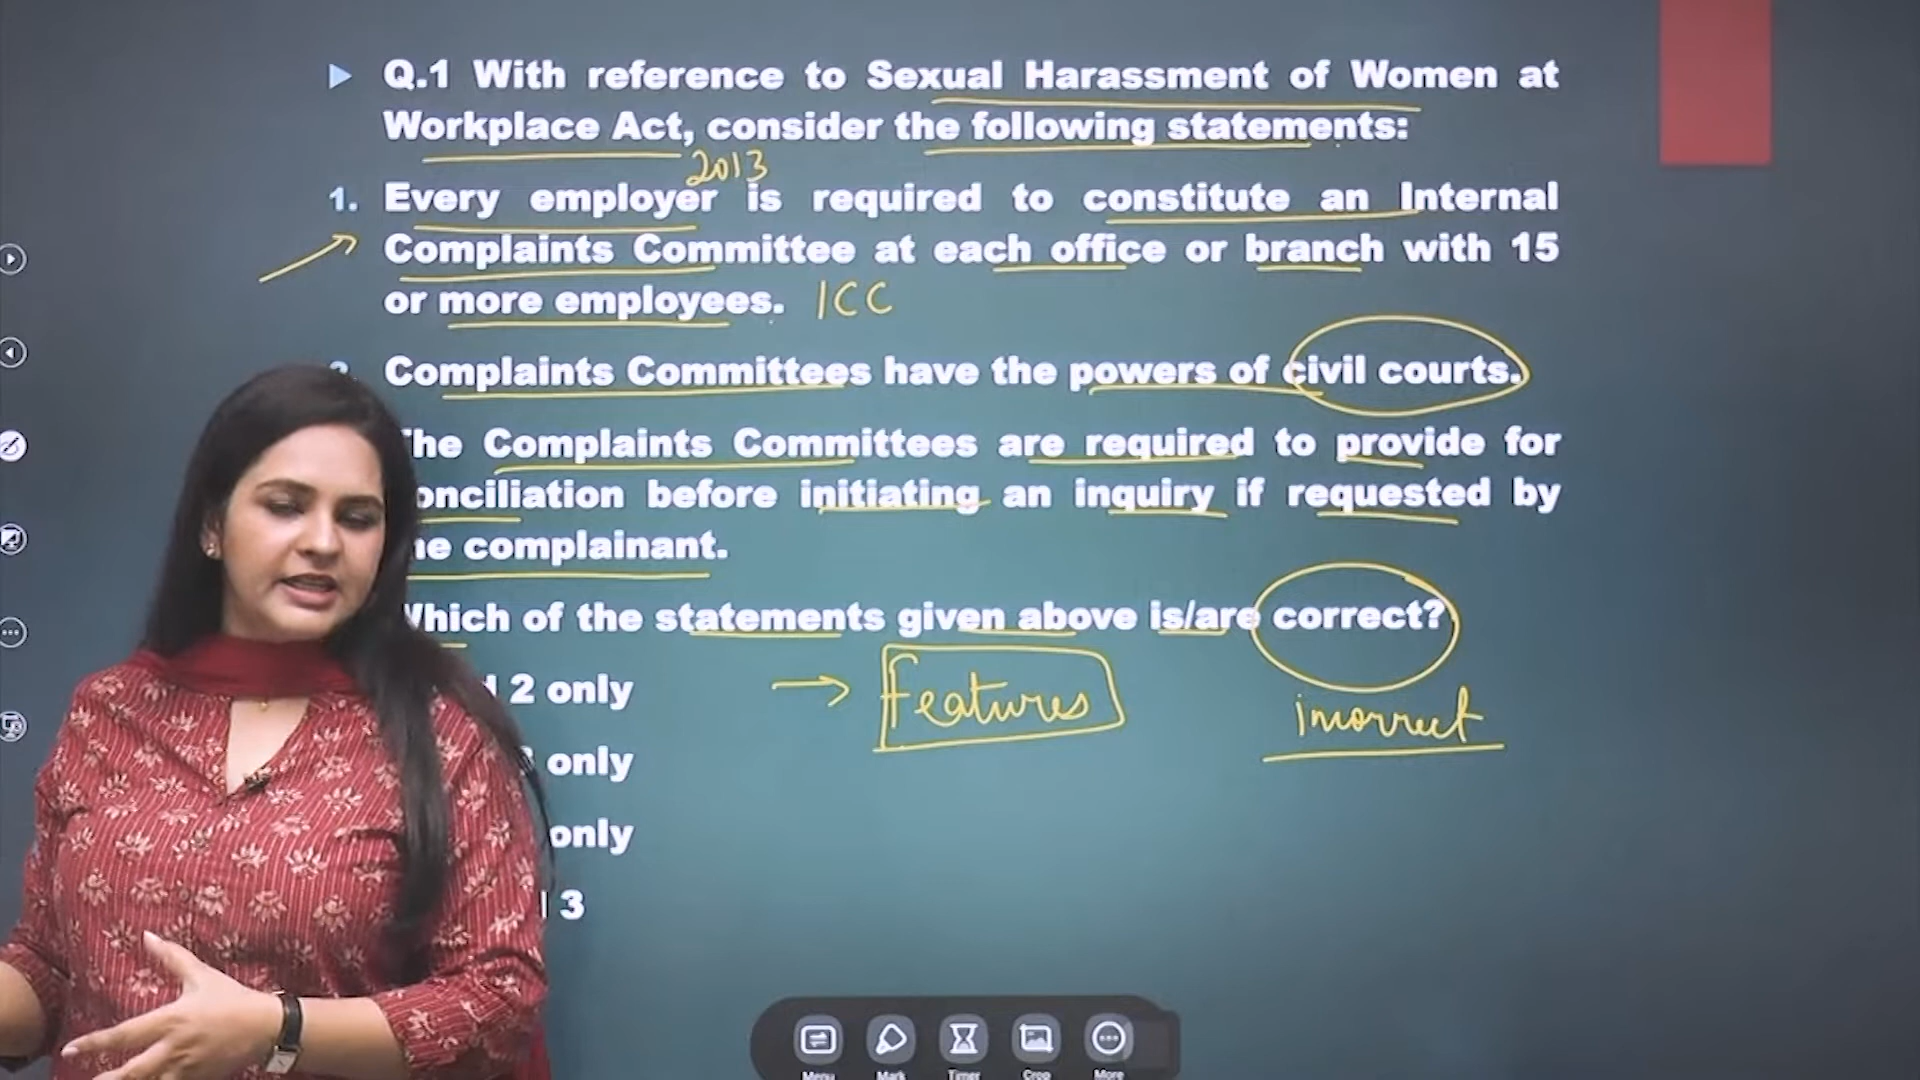 Q.1 With reference to Sexual Harassment of Women at
Workplace Act, consider the following statements:
2013
1. Every employer is required to constitute an Internal
Complaints Committee at each office or branch with 15
or more employees. ICC
Complaints Committees have the powers of civil courts.
The Complaints Committees are required to provide for
conciliation before initiating an inquiry if requested by
the complainant.
Which of the statements given above is/are correct?
2 only
Features
incorrect
only
only
3
Menu Mark Timer Crop More